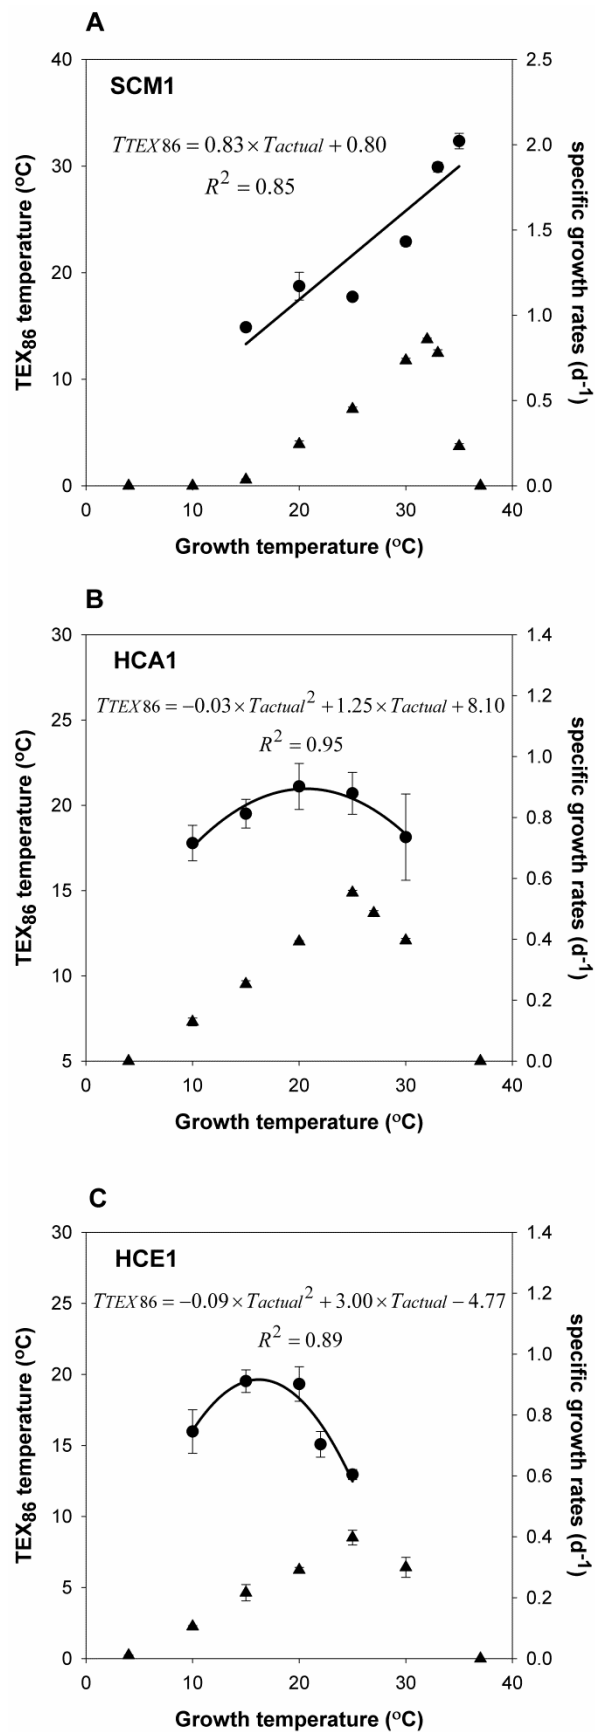 A
SCM1
TTEX86 = 0.83 × Tactual + 0.80
R² = 0.85
40
30
20
10
0
TEX86 temperature (ºC)
2.5
2.0
1.5
1.0
0.5
0.0
specific growth rates (d-1)
0 10 20 30 40
Growth temperature (ºC)
B
HCA1
TTEX86 = −0.03 × Tactual² + 1.25 × Tactual + 8.10
R² = 0.95
30
25
20
15
10
5
TEX86 temperature (ºC)
1.4
1.2
1.0
0.8
0.6
0.4
0.2
0.0
specific growth rates (d-1)
0 10 20 30 40
Growth temperature (ºC)
C
HCE1
TTEX86 = −0.09 × Tactual² + 3.00 × Tactual − 4.77
R² = 0.89
30
25
20
15
10
5
0
TEX86 temperature (ºC)
1.4
1.2
1.0
0.8
0.6
0.4
0.2
0.0
specific growth rates (d-1)
0 10 20 30 40
Growth temperature (ºC)